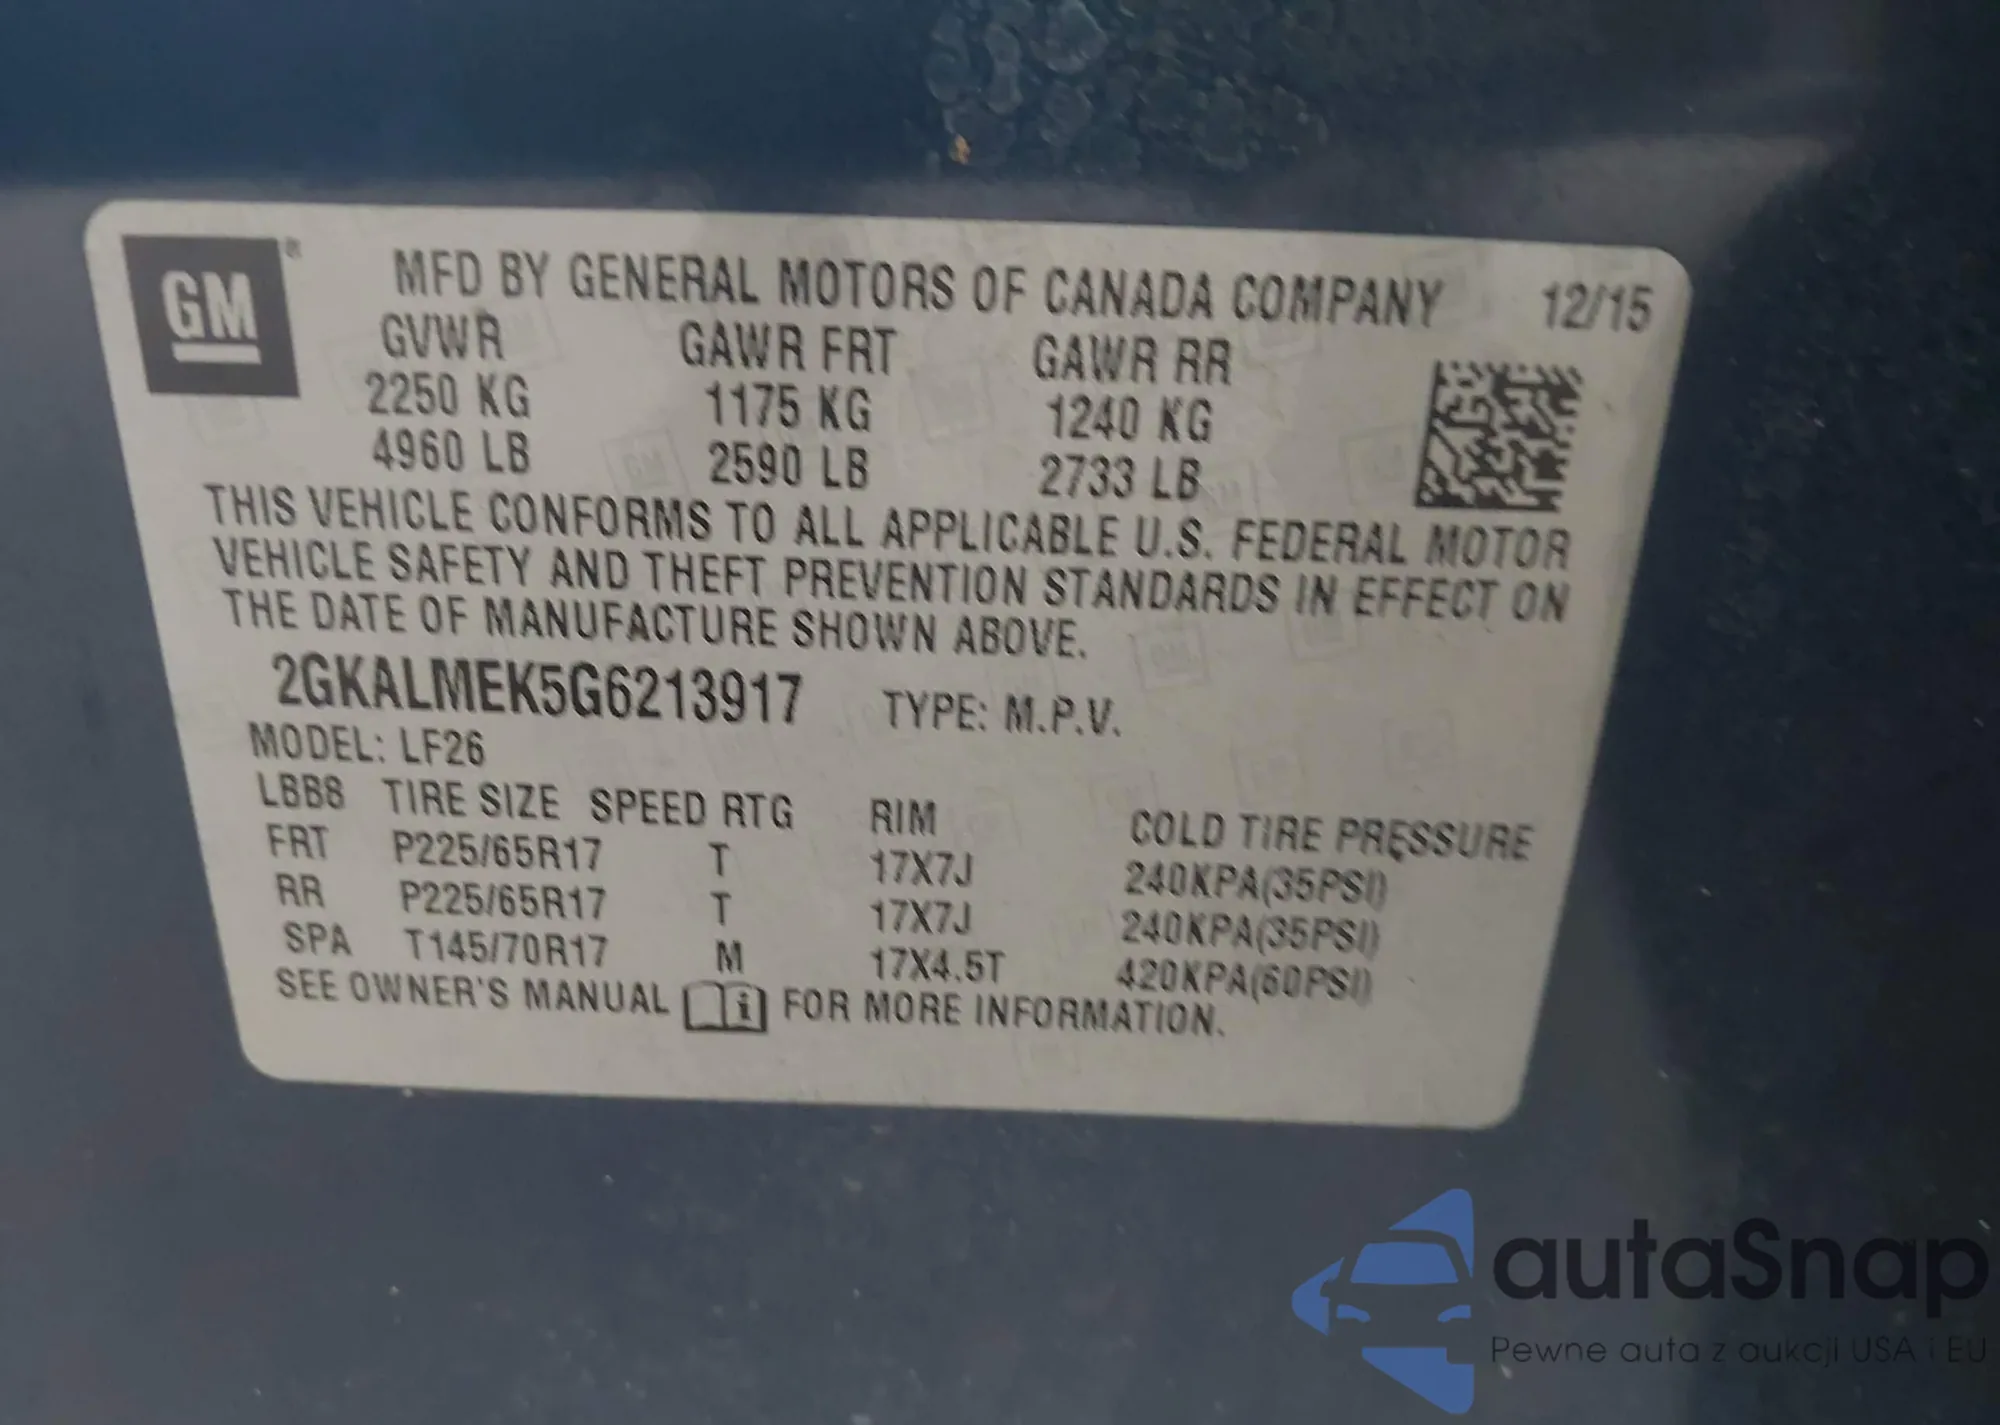 GM®
MFD BY GENERAL MOTORS OF CANADA COMPANY 12/15
GVWR GAWR FRT GAWR RR
2250 KG 1175 KG 1240 KG
4960 LB 2590 LB 2733 LB
THIS VEHICLE CONFORMS TO ALL APPLICABLE U.S. FEDERAL MOTOR
VEHICLE SAFETY AND THEFT PREVENTION STANDARDS IN EFFECT ON
THE DATE OF MANUFACTURE SHOWN ABOVE.
2GKALMEK5G6213917 TYPE: M.P.V.
MODEL: LF26
LBB8 TIRE SIZE SPEED RTG RIM COLD TIRE PRESSURE
FRT P225/65R17 T 17X7J 240KPA(35PSI)
RR P225/65R17 T 17X7J 240KPA(35PSI)
SPA T145/70R17 M 17X4.5T 420KPA(60PSI)
SEE OWNER'S MANUAL FOR MORE INFORMATION.
autaSnap
Pewne auta z aukcji USA i EU